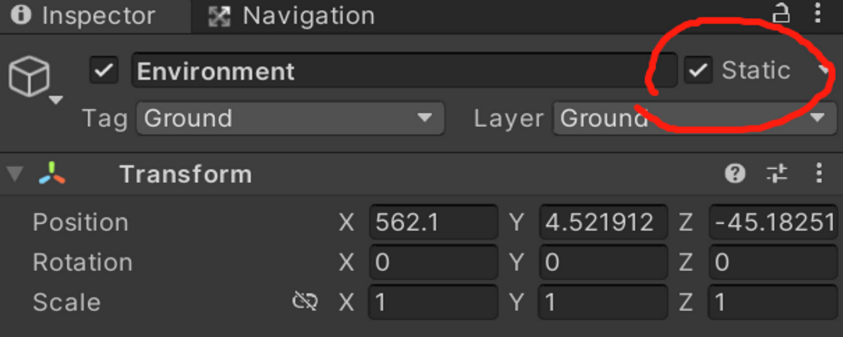 Inspector Navigation
Environment Static
Tag Ground Layer Ground
Transform
Position X 562.1 Y 4.521912 Z -45.18251
Rotation X 0 Y 0 Z 0
Scale X 1 Y 1 Z 1